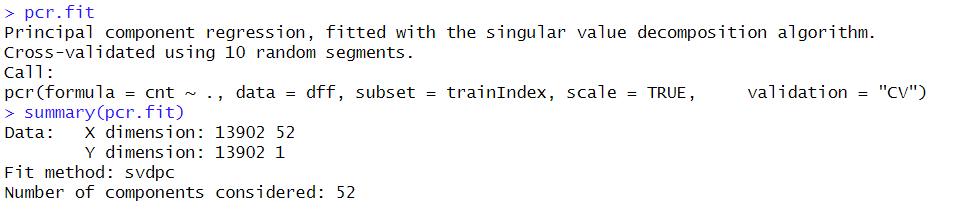 > pcr.fit
Principal component regression, fitted with the singular value decomposition algorithm.
Cross-validated using 10 random segments.
Call:
pcr(formula = cnt ~ ., data = dff, subset = trainIndex, scale = TRUE,     validation = "CV")
> summary(pcr.fit)
Data:   X dimension: 13902 52
        Y dimension: 13902 1
Fit method: svdpc
Number of components considered: 52